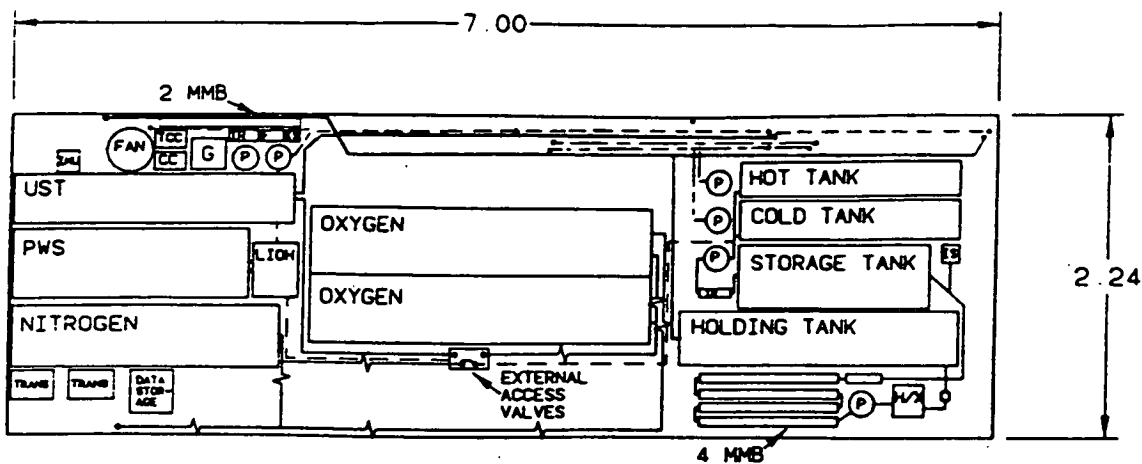 7.00
2 MMB
FAN
TCC
CC
G
P
P
UST
OXYGEN
PWS
LIOH
OXYGEN
NITROGEN
TRANS
TRANS
DATA
STOR-
AGE
EXTERNAL
ACCESS
VALVES
P
HOT TANK
P
COLD TANK
P
STORAGE TANK
HOLDING TANK
P
H/X
4 MMB
2.24